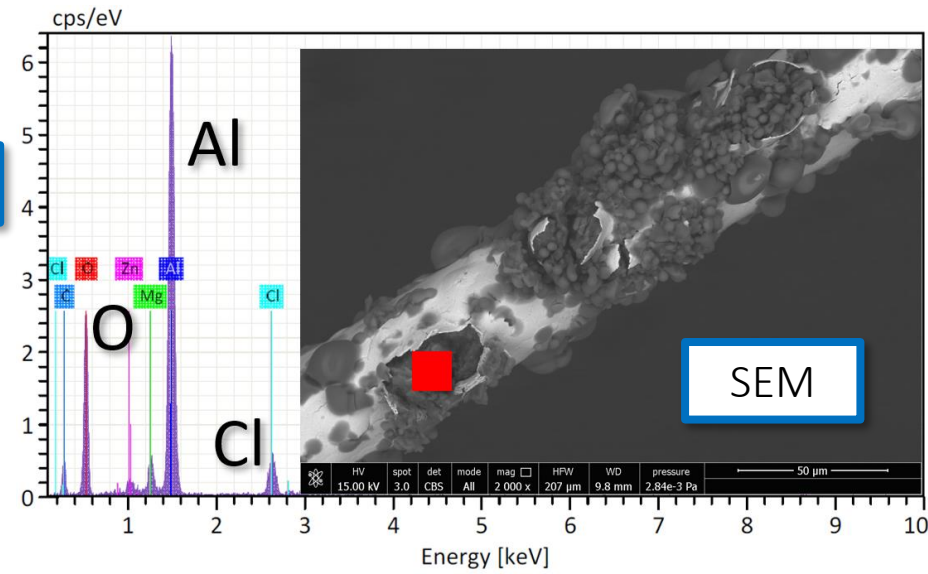 cps/eV
6
5
4
3
2
1
0
Al
Cl O Zn Al
C Mg Cl
O
Cl
SEM
HV spot det mode mag HFW WD pressure
15.00 kV 3.0 CBS All 2 000 x 207 µm 9.8 mm 2.84e-3 Pa
50 µm
1 2 3 4 5 6 7 8 9 10
Energy [keV]